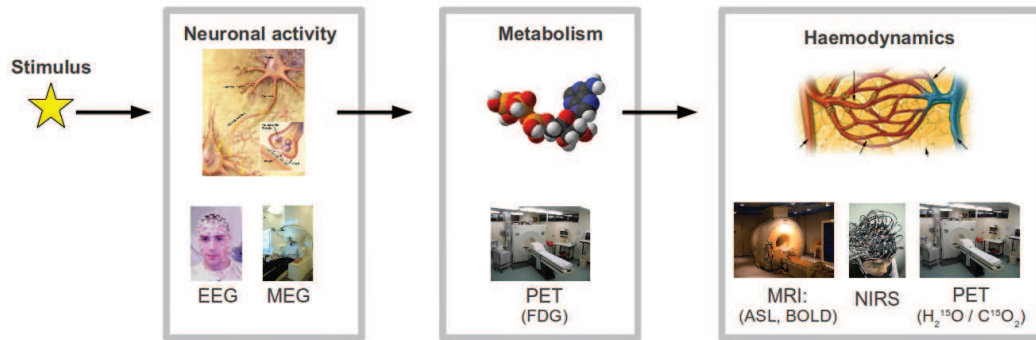 Stimulus
Neuronal activity
EEG
MEG
Metabolism
PET
(FDG)
Haemodynamics
MRI:
(ASL, BOLD)
NIRS
PET
(H₂¹⁵O / C¹⁵O₂)